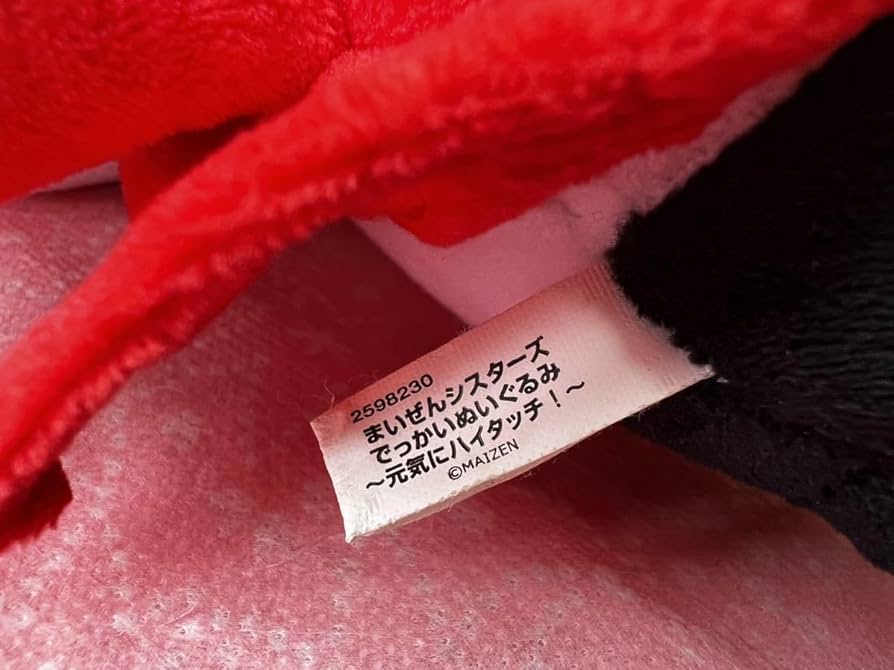 2598230
まいぜんシスターズ
でっかいぬいぐるみ
～元気にハイタッチ！～
©MAIZEN